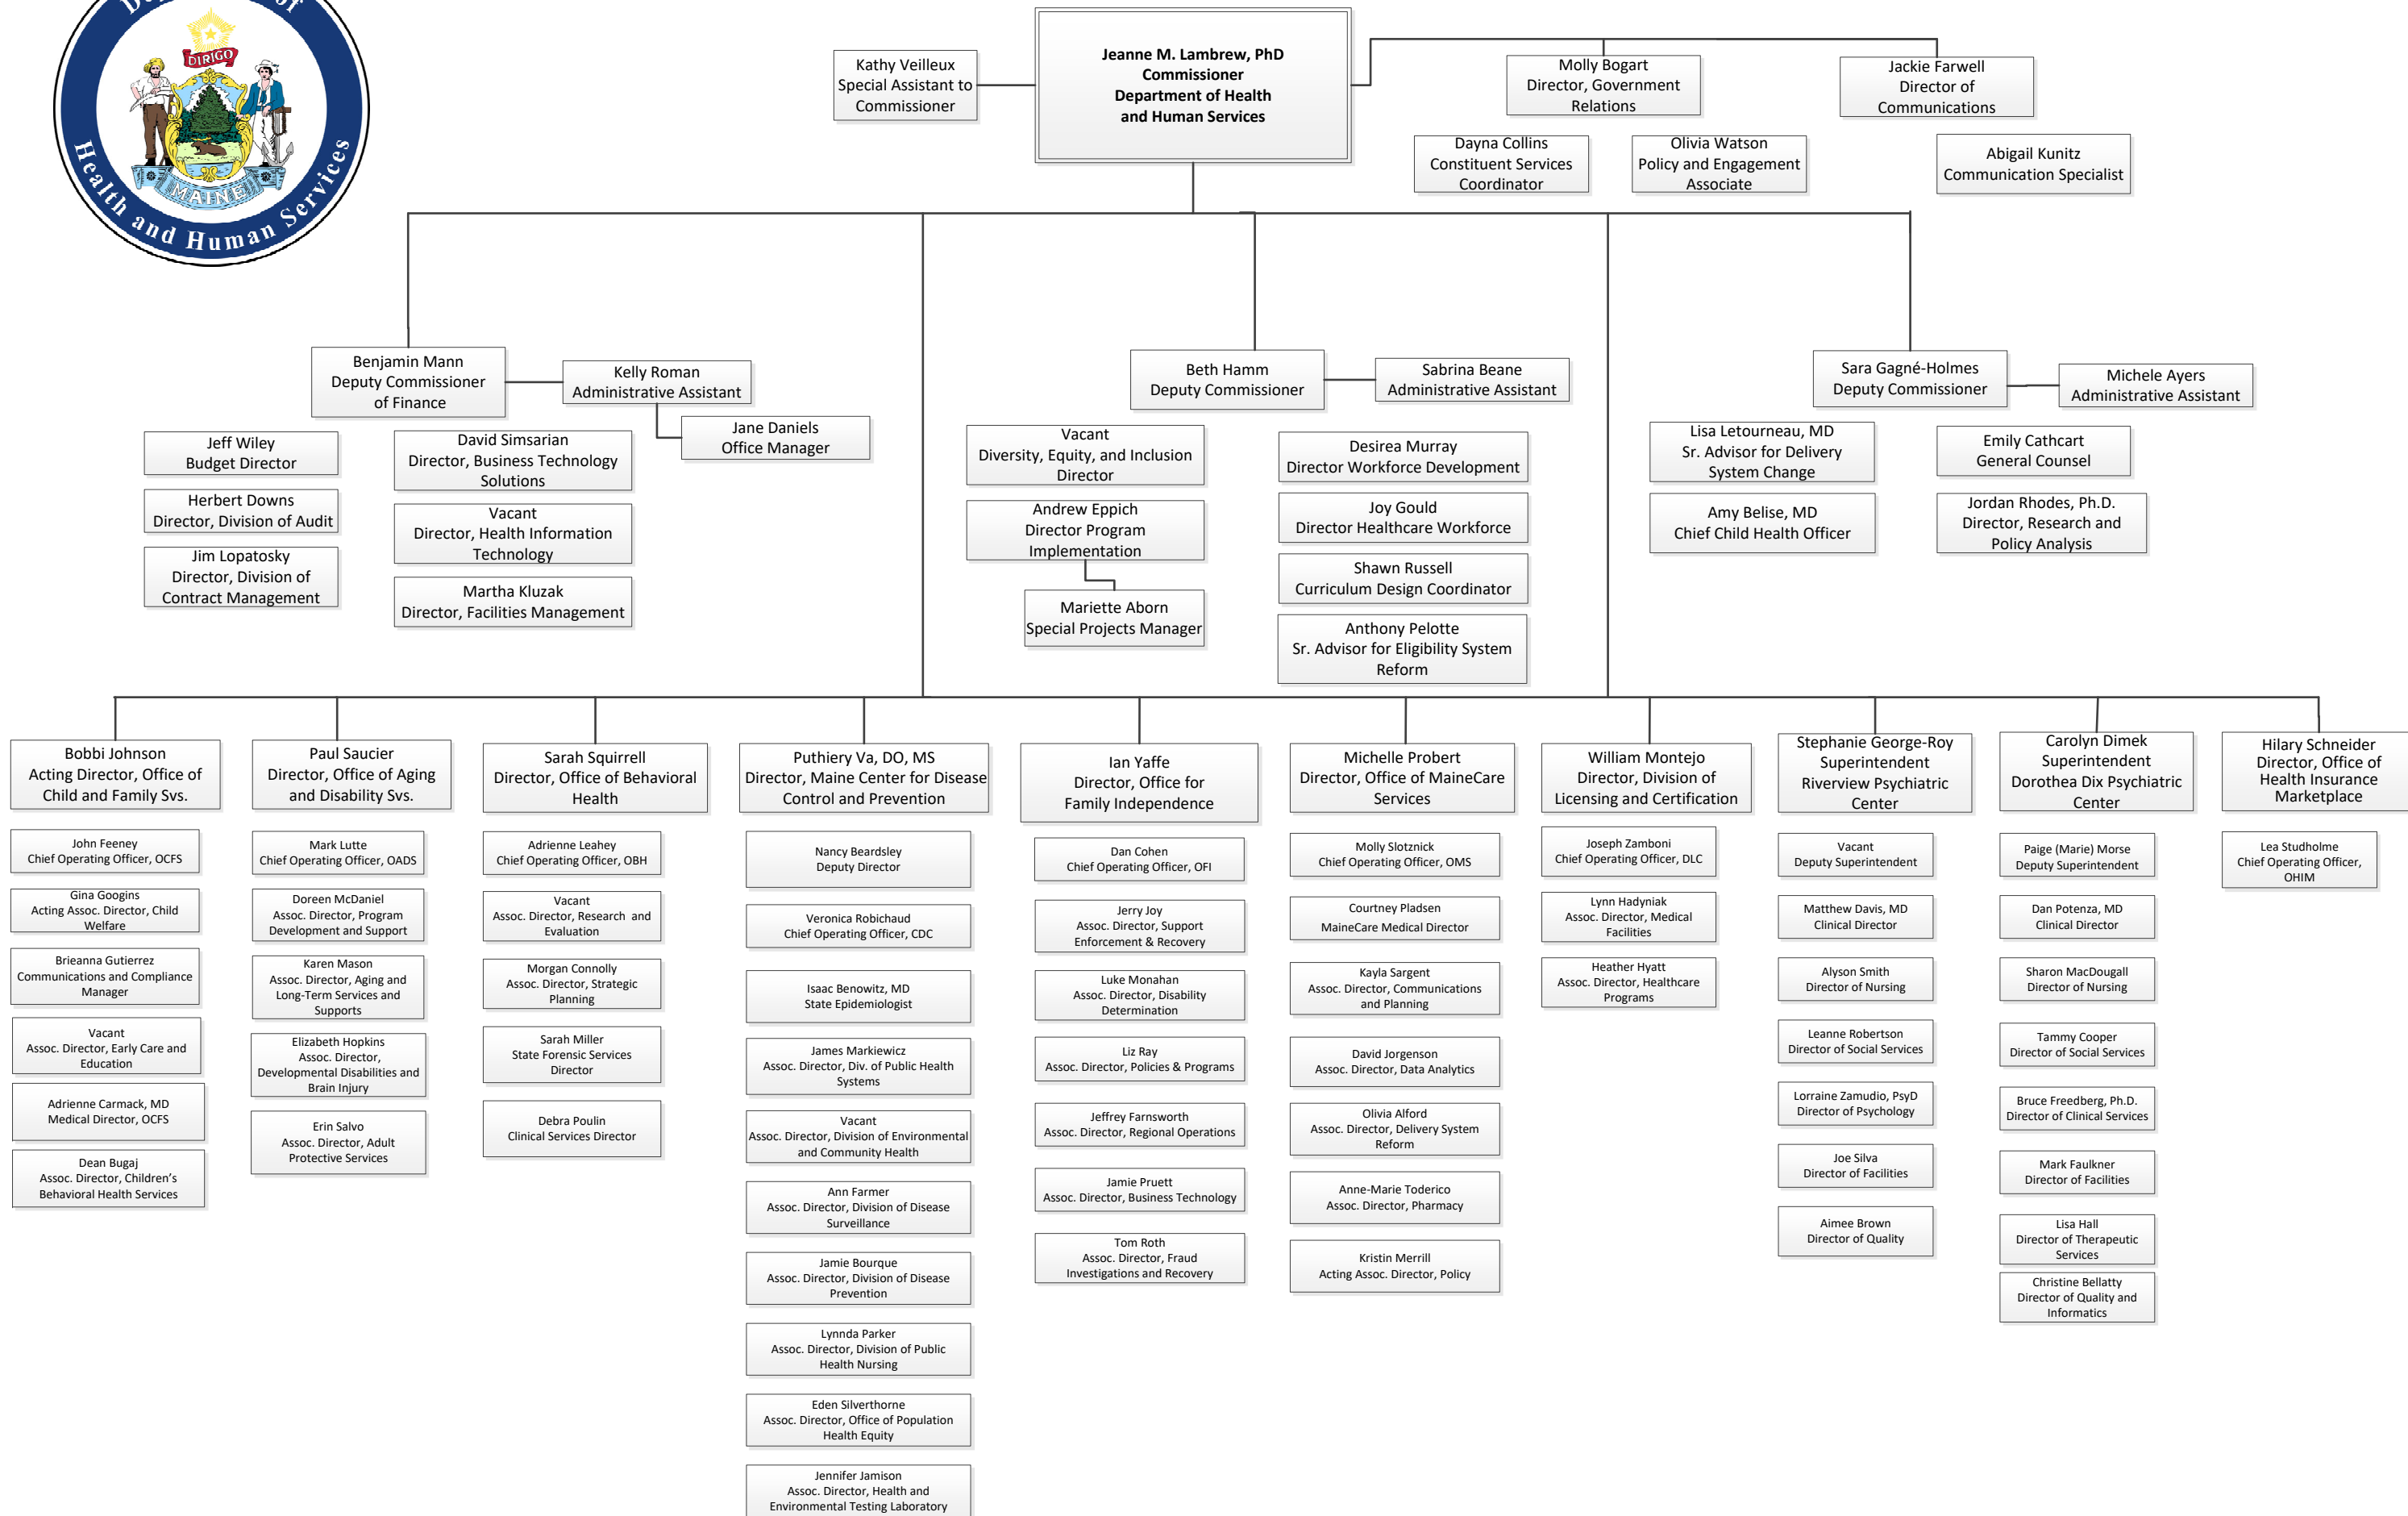 Health and Human Services
DIRIGO
MAINE
Jeanne M. Lambrew, PhD
Commissioner
Department of Health
and Human Services
Kathy Veilleux
Special Assistant to
Commissioner
Molly Bogart
Director, Government
Relations
Jackie Farwell
Director of
Communications
Dayna Collins
Constituent Services
Coordinator
Olivia Watson
Policy and Engagement
Associate
Abigail Kunitz
Communication Specialist
Benjamin Mann
Deputy Commissioner
of Finance
Kelly Roman
Administrative Assistant
Jane Daniels
Office Manager
Jeff Wiley
Budget Director
Herbert Downs
Director, Division of Audit
Jim Lopatosky
Director, Division of
Contract Management
David Simsarian
Director, Business Technology
Solutions
Vacant
Director, Health Information
Technology
Martha Kluzak
Director, Facilities Management
Beth Hamm
Deputy Commissioner
Sabrina Beane
Administrative Assistant
Vacant
Diversity, Equity, and Inclusion
Director
Andrew Eppich
Director Program
Implementation
Mariette Aborn
Special Projects Manager
Desirea Murray
Director Workforce Development
Joy Gould
Director Healthcare Workforce
Shawn Russell
Curriculum Design Coordinator
Anthony Pelotte
Sr. Advisor for Eligibility System
Reform
Sara Gagné-Holmes
Deputy Commissioner
Michele Ayers
Administrative Assistant
Lisa Letourneau, MD
Sr. Advisor for Delivery
System Change
Amy Belise, MD
Chief Child Health Officer
Emily Cathcart
General Counsel
Jordan Rhodes, Ph.D.
Director, Research and
Policy Analysis
Bobbi Johnson
Acting Director, Office of
Child and Family Svs.
John Feeney
Chief Operating Officer, OCFS
Gina Googins
Acting Assoc. Director, Child
Welfare
Brieanna Gutierrez
Communications and Compliance
Manager
Vacant
Assoc. Director, Early Care and
Education
Adrienne Carmack, MD
Medical Director, OCFS
Dean Bugaj
Assoc. Director, Children's
Behavioral Health Services
Paul Saucier
Director, Office of Aging
and Disability Svs.
Mark Lutte
Chief Operating Officer, OADS
Doreen McDaniel
Assoc. Director, Program
Development and Support
Karen Mason
Assoc. Director, Aging and
Long-Term Services and
Supports
Elizabeth Hopkins
Assoc. Director,
Developmental Disabilities and
Brain Injury
Erin Salvo
Assoc. Director, Adult
Protective Services
Sarah Squirrell
Director, Office of Behavioral
Health
Adrienne Leahey
Chief Operating Officer, OBH
Vacant
Assoc. Director, Research and
Evaluation
Morgan Connolly
Assoc. Director, Strategic
Planning
Sarah Miller
State Forensic Services
Director
Debra Poulin
Clinical Services Director
Puthiery Va, DO, MS
Director, Maine Center for Disease
Control and Prevention
Nancy Beardsley
Deputy Director
Veronica Robichaud
Chief Operating Officer, CDC
Isaac Benowitz, MD
State Epidemiologist
James Markiewicz
Assoc. Director, Div. of Public Health
Systems
Vacant
Assoc. Director, Division of Environmental
and Community Health
Ann Farmer
Assoc. Director, Division of Disease
Surveillance
Jamie Bourque
Assoc. Director, Division of Disease
Prevention
Lynnda Parker
Assoc. Director, Division of Public
Health Nursing
Eden Silverthorne
Assoc. Director, Office of Population
Health Equity
Jennifer Jamison
Assoc. Director, Health and
Environmental Testing Laboratory
Ian Yaffe
Director, Office for
Family Independence
Dan Cohen
Chief Operating Officer, OFI
Jerry Joy
Assoc. Director, Support
Enforcement & Recovery
Luke Monahan
Assoc. Director, Disability
Determination
Liz Ray
Assoc. Director, Policies & Programs
Jeffrey Farnsworth
Assoc. Director, Regional Operations
Jamie Pruett
Assoc. Director, Business Technology
Tom Roth
Assoc. Director, Fraud
Investigations and Recovery
Michelle Probert
Director, Office of MaineCare
Services
Molly Slotznick
Chief Operating Officer, OMS
Courtney Pladsen
MaineCare Medical Director
Kayla Sargent
Assoc. Director, Communications
and Planning
David Jorgenson
Assoc. Director, Data Analytics
Olivia Alford
Assoc. Director, Delivery System
Reform
Anne-Marie Toderico
Assoc. Director, Pharmacy
Kristin Merrill
Acting Assoc. Director, Policy
William Montejo
Director, Division of
Licensing and Certification
Joseph Zamboni
Chief Operating Officer, DLC
Lynn Hadyniak
Assoc. Director, Medical
Facilities
Heather Hyatt
Assoc. Director, Healthcare
Programs
Stephanie George-Roy
Superintendent
Riverview Psychiatric
Center
Vacant
Deputy Superintendent
Matthew Davis, MD
Clinical Director
Alyson Smith
Director of Nursing
Leanne Robertson
Director of Social Services
Lorraine Zamudio, PsyD
Director of Psychology
Joe Silva
Director of Facilities
Aimee Brown
Director of Quality
Carolyn Dimek
Superintendent
Dorothea Dix Psychiatric
Center
Paige (Marie) Morse
Deputy Superintendent
Dan Potenza, MD
Clinical Director
Sharon MacDougall
Director of Nursing
Tammy Cooper
Director of Social Services
Bruce Freedberg, Ph.D.
Director of Clinical Services
Mark Faulkner
Director of Facilities
Lisa Hall
Director of Therapeutic
Services
Christine Bellatty
Director of Quality and
Informatics
Hilary Schneider
Director, Office of
Health Insurance
Marketplace
Lea Studholme
Chief Operating Officer,
OHIM